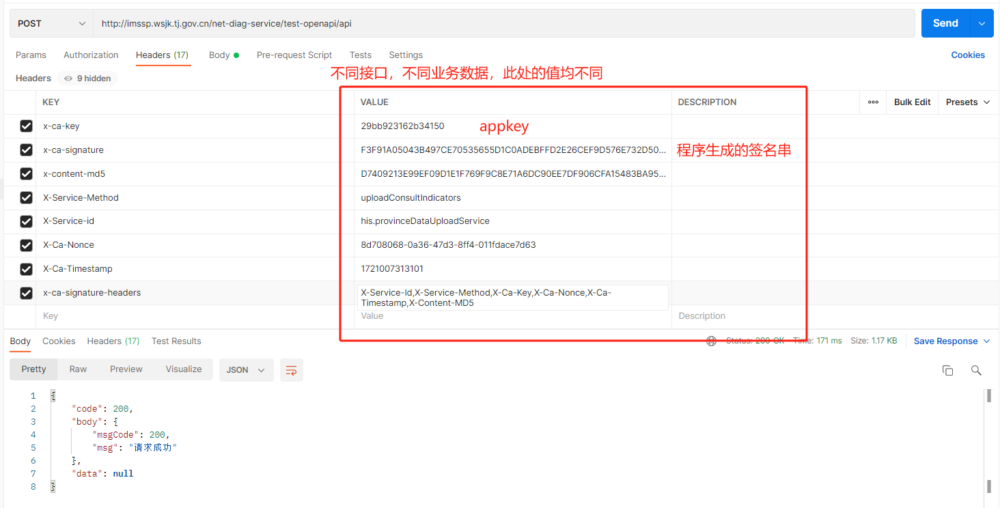 POST
http://imssp.wsjk.tj.gov.cn/net-diag-service/test-openapi/api
Send
Params Authorization Headers (17) Body Pre-request Script Tests Settings Cookies
不同接口，不同业务数据，此处的值均不同
Headers 9 hidden
KEY VALUE DESCRIPTION ooo Bulk Edit Presets
x-ca-key 29bb923162b34150 appkey
x-ca-signature F3F91A05043B497CE70535655D1C0ADEBFFD2E26CEF9D576E732D50... 程序生成的签名串
x-content-md5 D7409213E99EF09D1E1F769F9C8E71A6DC90EE7DF906CFA15483BA95...
X-Service-Method uploadConsultIndicators
X-Service-id his.provinceDataUploadService
X-Ca-Nonce 8d708068-0a36-47d3-8ff4-011fdace7d63
X-Ca-Timestamp 1721007313101
x-ca-signature-headers X-Service-Id,X-Service-Method,X-Ca-Key,X-Ca-Nonce,X-Ca-
Timestamp,X-Content-MD5
Key Value Description
Body Cookies Headers (17) Test Results Status: 200 OK Time: 171 ms Size: 1.17 KB Save Response
Pretty Raw Preview Visualize JSON
1 {
2 "code": 200,
3 "body": {
4 "msgCode": 200,
5 "msg": "请求成功"
6 },
7 "data": null
8 }